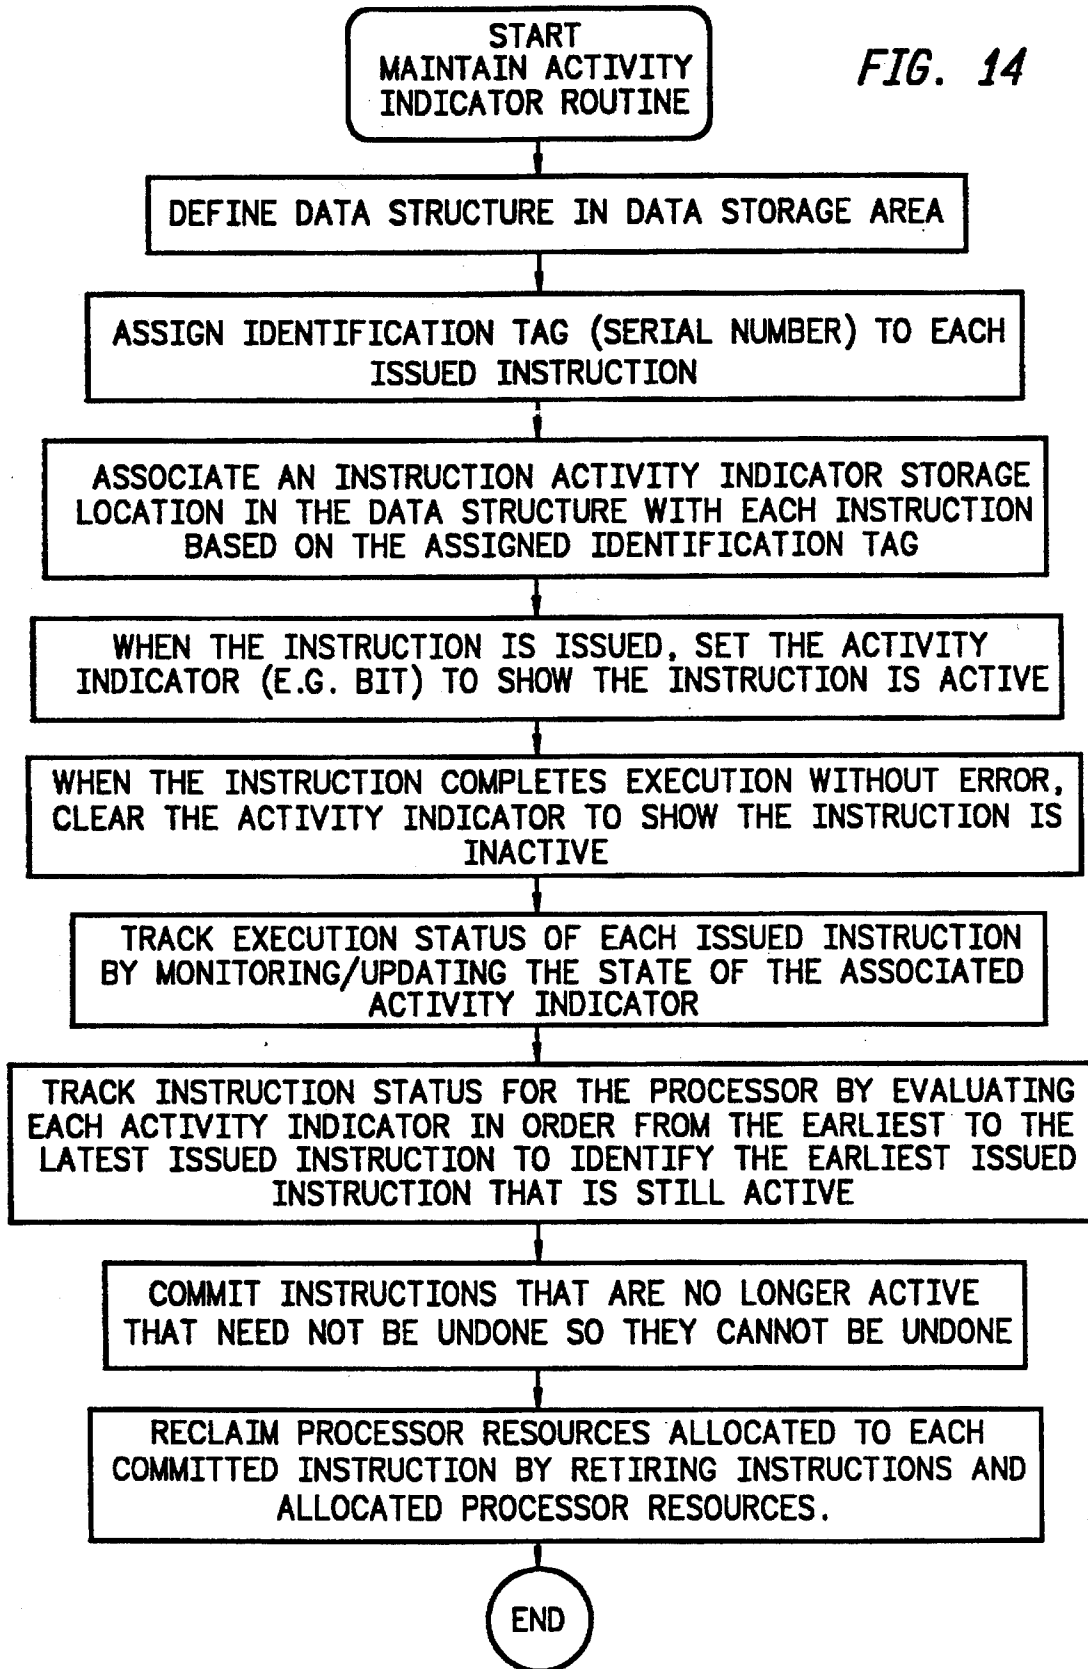 START
MAINTAIN ACTIVITY
INDICATOR ROUTINE
FIG. 14
DEFINE DATA STRUCTURE IN DATA STORAGE AREA
ASSIGN IDENTIFICATION TAG (SERIAL NUMBER) TO EACH
ISSUED INSTRUCTION
ASSOCIATE AN INSTRUCTION ACTIVITY INDICATOR STORAGE
LOCATION IN THE DATA STRUCTURE WITH EACH INSTRUCTION
BASED ON THE ASSIGNED IDENTIFICATION TAG
WHEN THE INSTRUCTION IS ISSUED, SET THE ACTIVITY
INDICATOR (E.G. BIT) TO SHOW THE INSTRUCTION IS ACTIVE
WHEN THE INSTRUCTION COMPLETES EXECUTION WITHOUT ERROR,
CLEAR THE ACTIVITY INDICATOR TO SHOW THE INSTRUCTION IS
INACTIVE
TRACK EXECUTION STATUS OF EACH ISSUED INSTRUCTION
BY MONITORING/UPDATING THE STATE OF THE ASSOCIATED
ACTIVITY INDICATOR
TRACK INSTRUCTION STATUS FOR THE PROCESSOR BY EVALUATING
EACH ACTIVITY INDICATOR IN ORDER FROM THE EARLIEST TO THE
LATEST ISSUED INSTRUCTION TO IDENTIFY THE EARLIEST ISSUED
INSTRUCTION THAT IS STILL ACTIVE
COMMIT INSTRUCTIONS THAT ARE NO LONGER ACTIVE
THAT NEED NOT BE UNDONE SO THEY CANNOT BE UNDONE
RECLAIM PROCESSOR RESOURCES ALLOCATED TO EACH
COMMITTED INSTRUCTION BY RETIRING INSTRUCTIONS AND
ALLOCATED PROCESSOR RESOURCES.
END